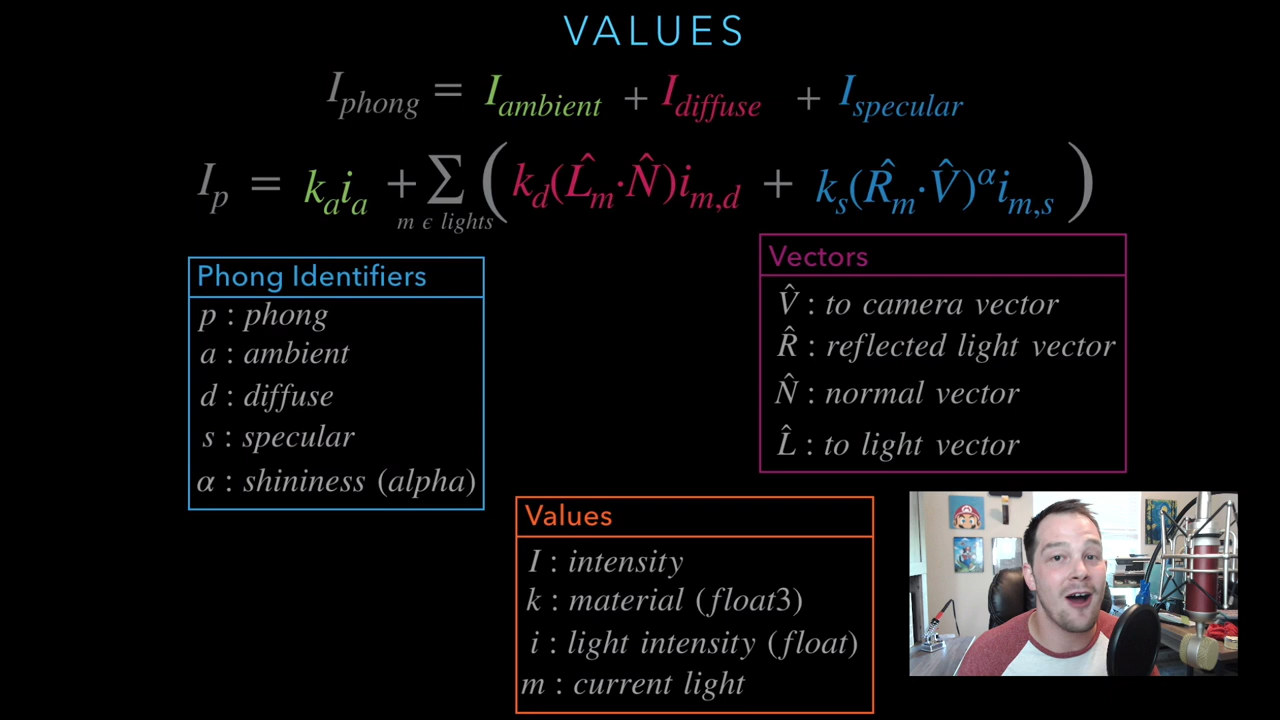 VALUES
I_phong = I_ambient + I_diffuse + I_specular
I_p = k_a i_a + Σ_{m ϵ lights} ( k_d(L̂_m·N̂)i_{m,d} + k_s(R̂_m·V̂)^α i_{m,s} )
Phong Identifiers
p : phong
a : ambient
d : diffuse
s : specular
α : shininess (alpha)
Vectors
V̂ : to camera vector
R̂ : reflected light vector
N̂ : normal vector
L̂ : to light vector
Values
I : intensity
k : material (float3)
i : light intensity (float)
m : current light